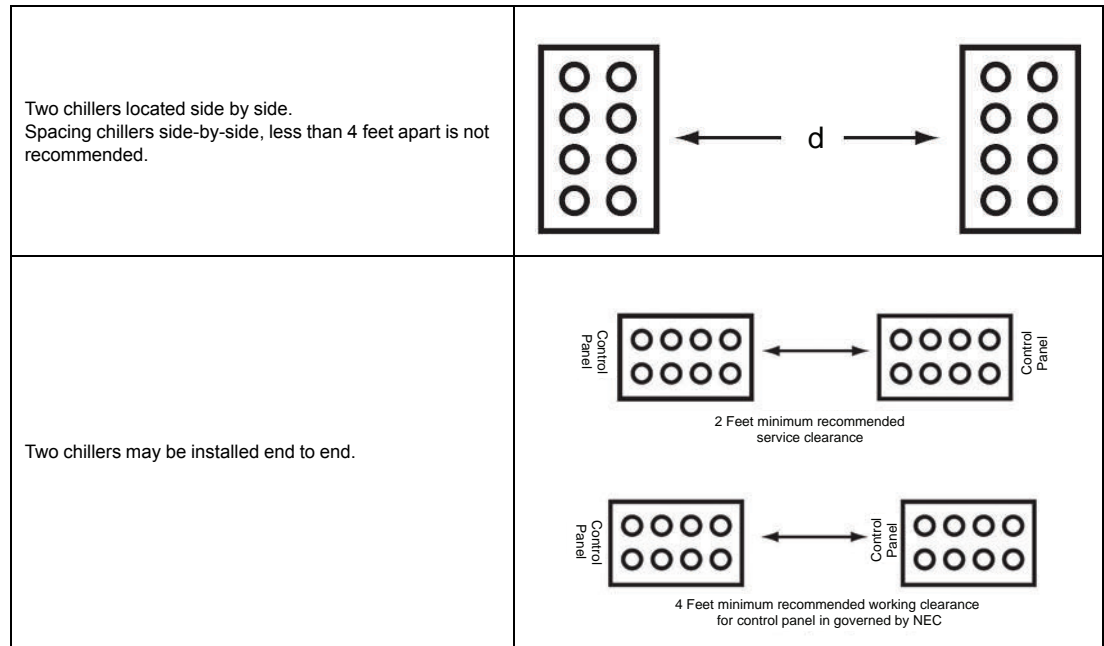 Two chillers located side by side.
Spacing chillers side-by-side, less than 4 feet apart is not
recommended.
d
Two chillers may be installed end to end.
Control
Panel
Control
Panel
2 Feet minimum recommended
service clearance
Control
Panel
Control
Panel
4 Feet minimum recommended working clearance
for control panel in governed by NEC